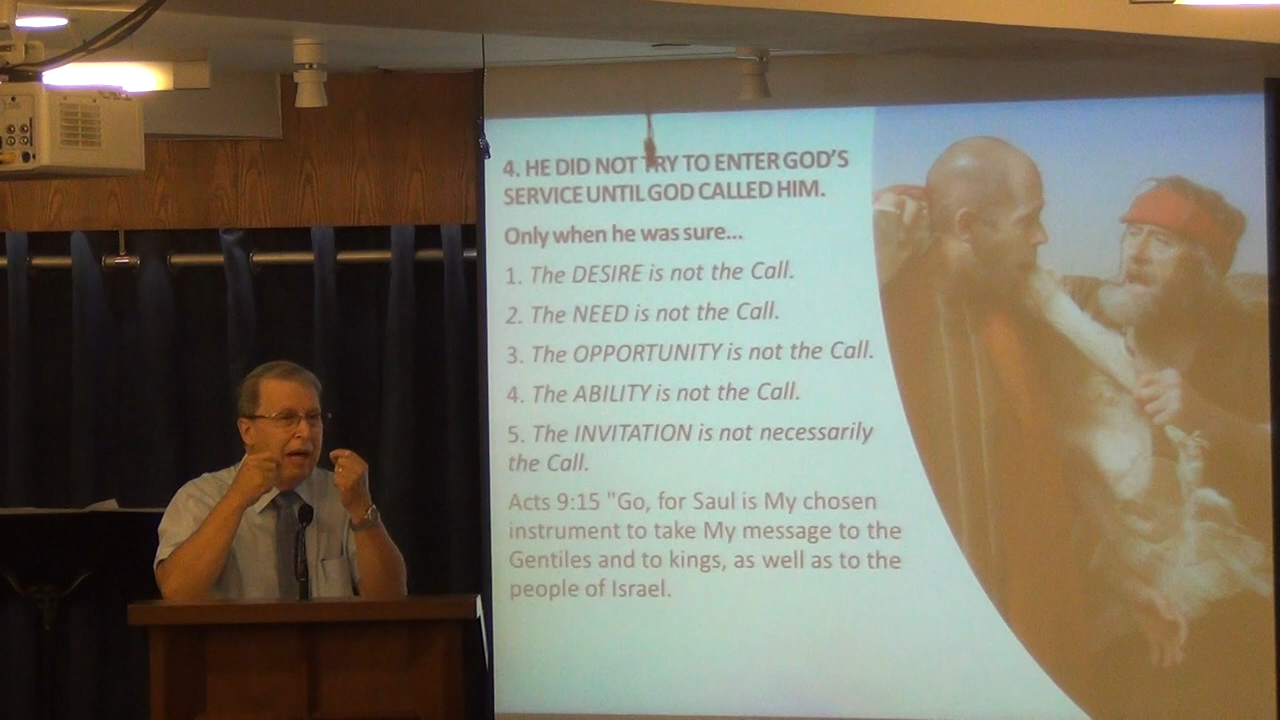 4. HE DID NOT TRY TO ENTER GOD'S
SERVICE UNTIL GOD CALLED HIM.
Only when he was sure...
1. The DESIRE is not the Call.
2. The NEED is not the Call.
3. The OPPORTUNITY is not the Call.
4. The ABILITY is not the Call.
5. The INVITATION is not necessarily
the Call.
Acts 9:15 "Go, for Saul is My chosen
instrument to take My message to the
Gentiles and to kings, as well as to the
people of Israel.